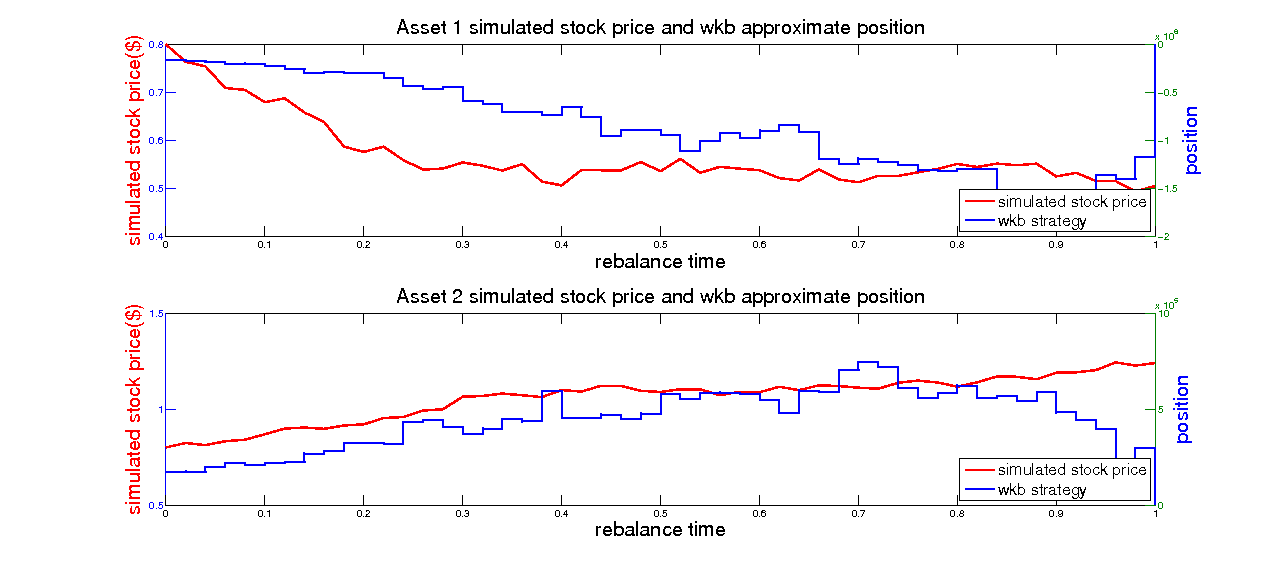 Asset 1 simulated stock price and wkb approximate position
x 10^6
simulated stock price($)
0.8
0.7
0.6
0.5
0.4
0
-0.5
-1
-1.5
-2
position
simulated stock price
wkb strategy
0 0.1 0.2 0.3 0.4 0.5 0.6 0.7 0.8 0.9 1
rebalance time
Asset 2 simulated stock price and wkb approximate position
simulated stock price($)
1.5
1
0.5
10
5
0
position
simulated stock price
wkb strategy
0 0.1 0.2 0.3 0.4 0.5 0.6 0.7 0.8 0.9 1
rebalance time